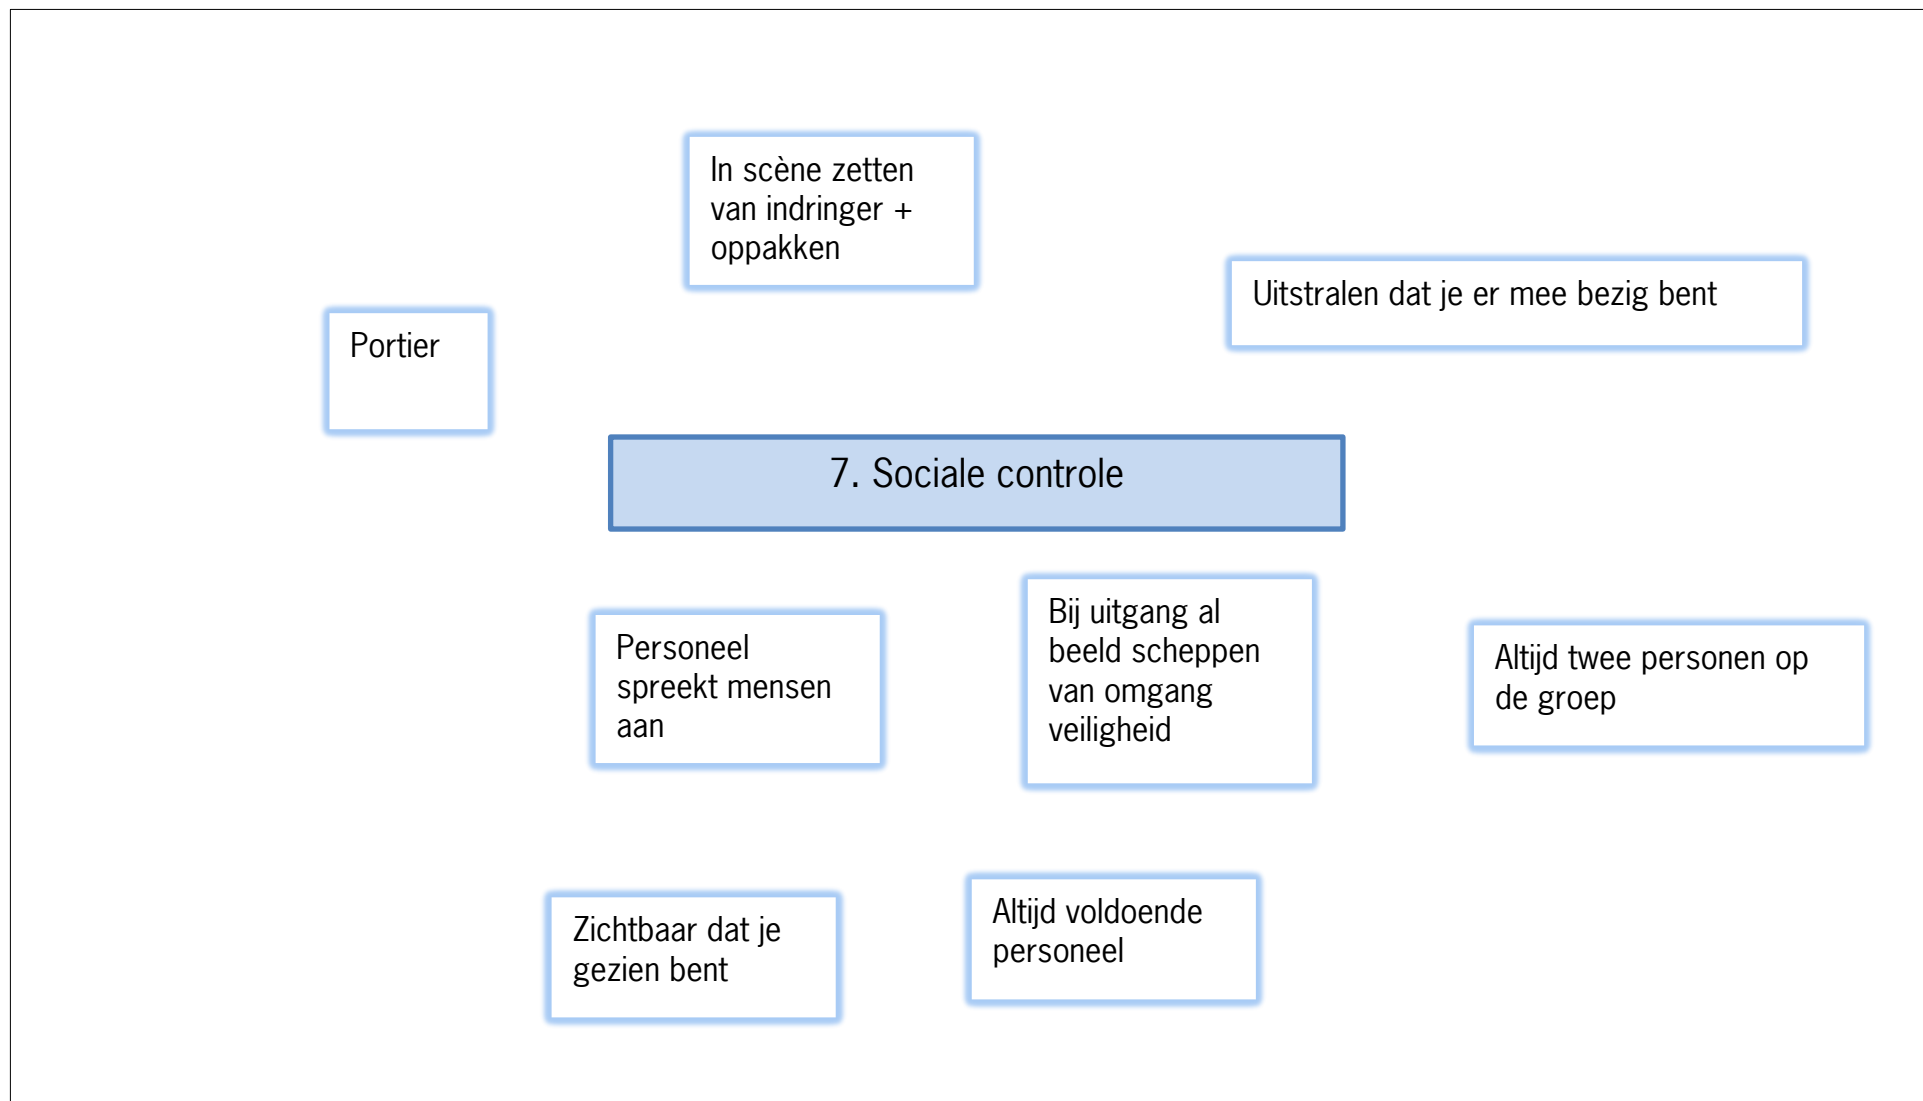 In scène zetten
van indringer +
oppakken
Uitstralen dat je er mee bezig bent
Portier
7. Sociale controle
Personeel
spreekt mensen
aan
Bij uitgang al
beeld scheppen
van omgang
veiligheid
Altijd twee personen op
de groep
Zichtbaar dat je
gezien bent
Altijd voldoende
personeel